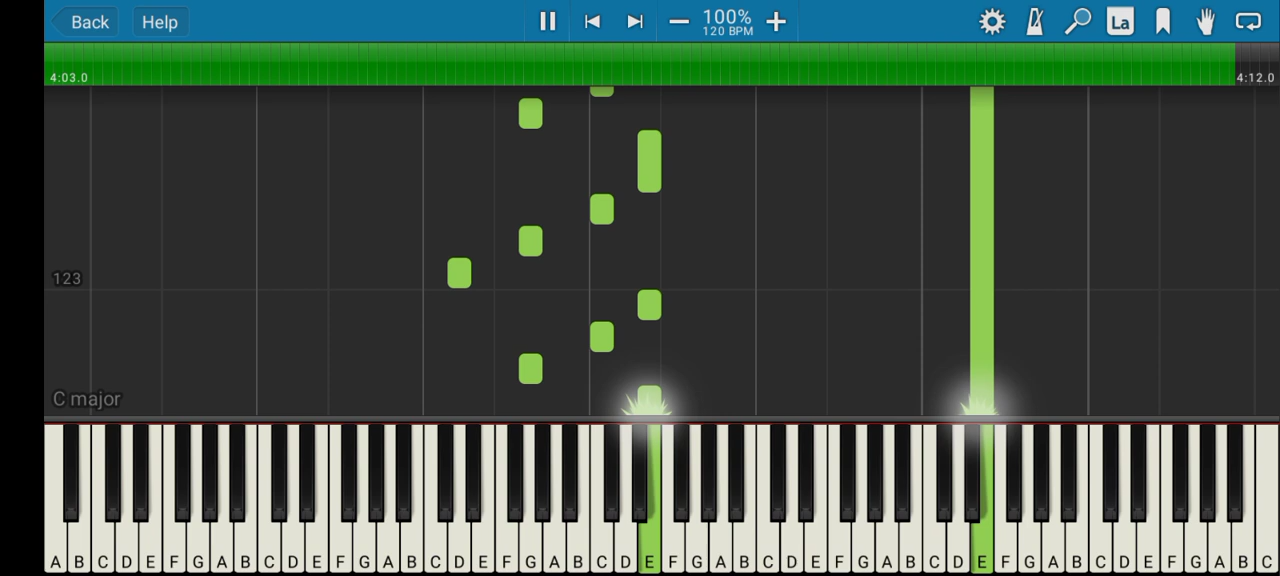 Back Help 100% La
120 BPM
4:03.0 4:12.0
123
C major
A B C D E F G A B C D E F G A B C D E F G A B C D E F G A B C D E F G A B C D E F G A B C D E F G A B C